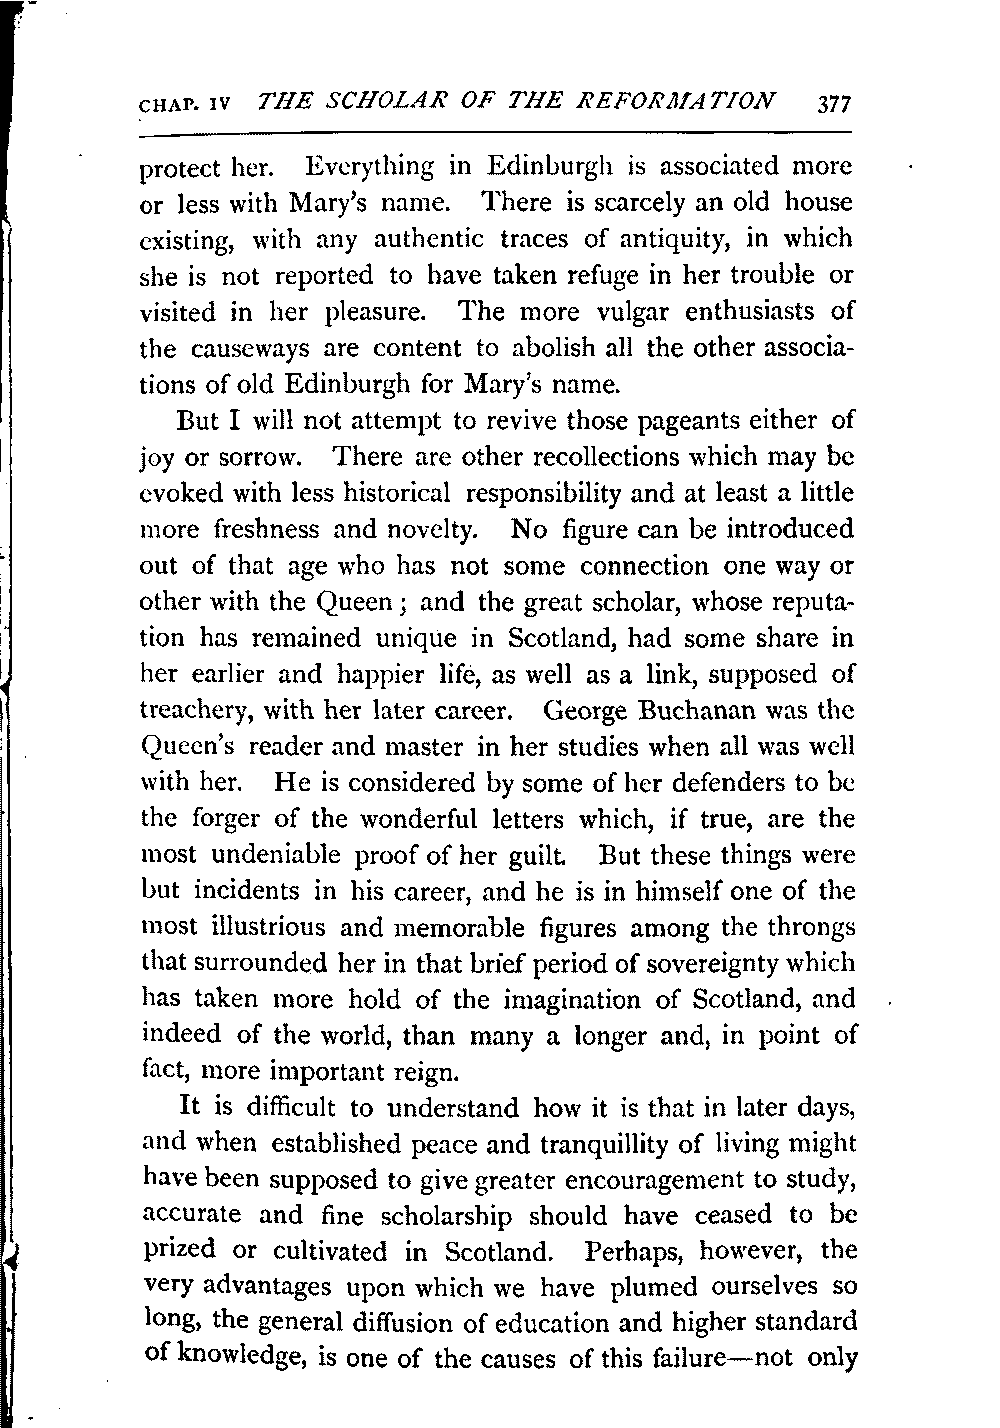 CHAP. IV THE SCHOLAR OF THE REFORMATION 377
protect her. Everything in Edinburgh is associated more
or less with Mary's name. There is scarcely an old house
existing, with any authentic traces of antiquity, in which
she is not reported to have taken refuge in her trouble or
visited in her pleasure. The more vulgar enthusiasts of
the causeways are content to abolish all the other associa-
tions of old Edinburgh for Mary's name.
But I will not attempt to revive those pageants either of
joy or sorrow. There are other recollections which may be
evoked with less historical responsibility and at least a little
more freshness and novelty. No figure can be introduced
out of that age who has not some connection one way or
other with the Queen; and the great scholar, whose reputa-
tion has remained unique in Scotland, had some share in
her earlier and happier life, as well as a link, supposed of
treachery, with her later career. George Buchanan was the
Queen's reader and master in her studies when all was well
with her. He is considered by some of her defenders to be
the forger of the wonderful letters which, if true, are the
most undeniable proof of her guilt. But these things were
but incidents in his career, and he is in himself one of the
most illustrious and memorable figures among the throngs
that surrounded her in that brief period of sovereignty which
has taken more hold of the imagination of Scotland, and
indeed of the world, than many a longer and, in point of
fact, more important reign.
It is difficult to understand how it is that in later days,
and when established peace and tranquillity of living might
have been supposed to give greater encouragement to study,
accurate and fine scholarship should have ceased to be
prized or cultivated in Scotland. Perhaps, however, the
very advantages upon which we have plumed ourselves so
long, the general diffusion of education and higher standard
of knowledge, is one of the causes of this failure—not only